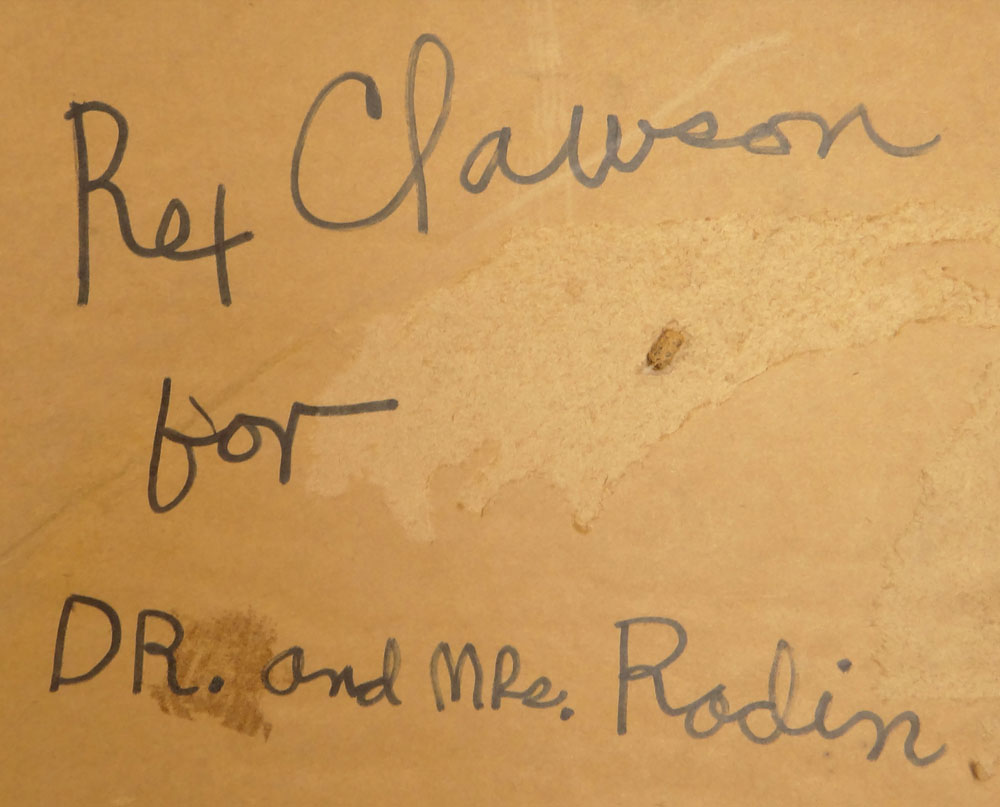 Rex Clawson
for
DR. and MRs. Rodin